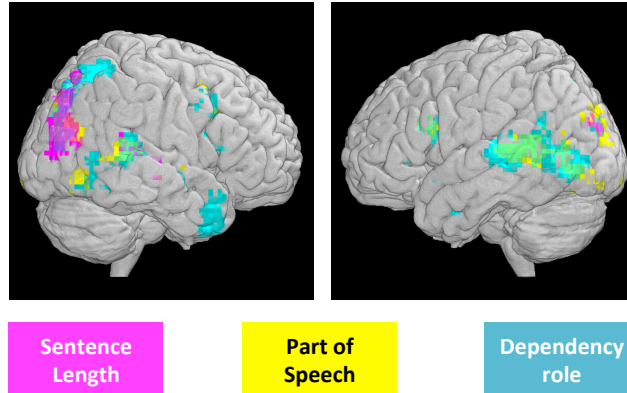 Sentence
Length
Part of
Speech
Dependency
role